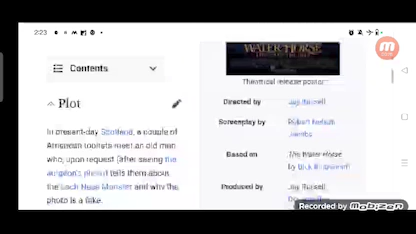 2:23
Contents
WATER HORSE
Theatrical release poster
Plot
Directed by
Jay Russell
In present-day Scotland, a couple of
American tourists meet an old man
who, upon request (after seeing the
surgeon's photo) tells them about
the Loch Ness Monster and why the
photo is a fake.
Screenplay by
Robert Nelson
Jacobs
Based on
The Water Horse
by Dick King-Smith
Produced by
Jay Russell
Recorded by Mobizen